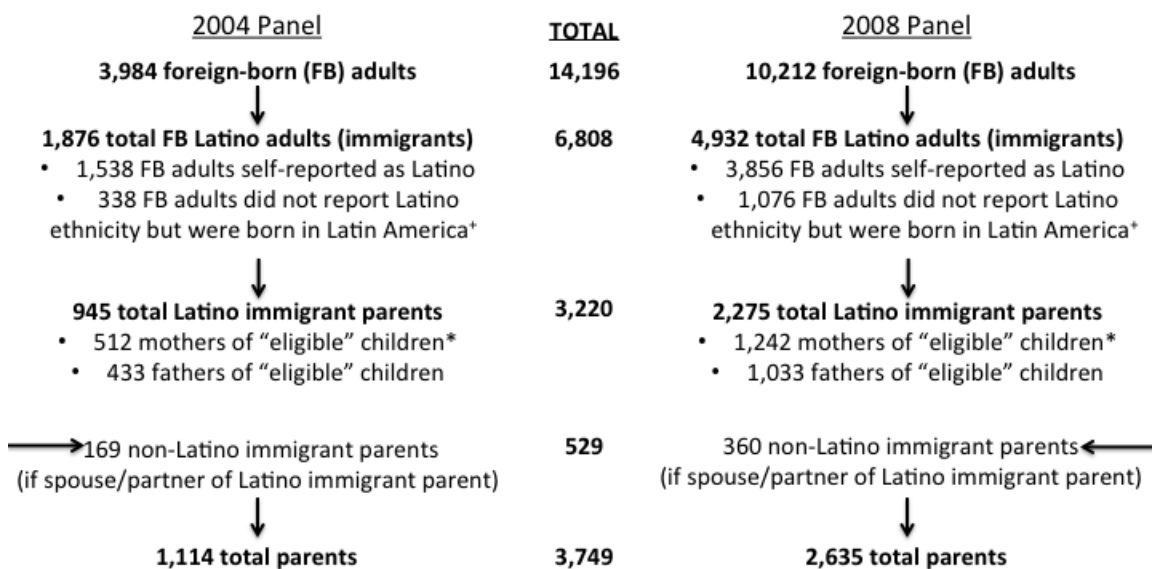 2004 Panel
3,984 foreign-born (FB) adults
1,876 total FB Latino adults (immigrants)
• 1,538 FB adults self-reported as Latino
• 338 FB adults did not report Latino
ethnicity but were born in Latin America⁺
945 total Latino immigrant parents
• 512 mothers of “eligible” children*
• 433 fathers of “eligible” children
169 non-Latino immigrant parents
(if spouse/partner of Latino immigrant parent)
1,114 total parents
TOTAL
14,196
6,808
3,220
529
3,749
2008 Panel
10,212 foreign-born (FB) adults
4,932 total FB Latino adults (immigrants)
• 3,856 FB adults self-reported as Latino
• 1,076 FB adults did not report Latino
ethnicity but were born in Latin America⁺
2,275 total Latino immigrant parents
• 1,242 mothers of “eligible” children*
• 1,033 fathers of “eligible” children
360 non-Latino immigrant parents
(if spouse/partner of Latino immigrant parent)
2,635 total parents